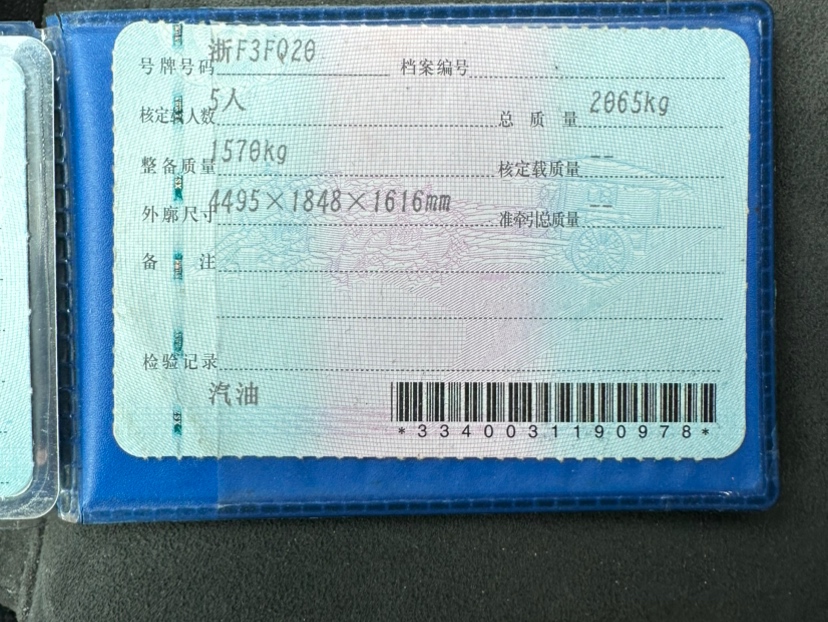 号牌号码 浙F3FQ20 档案编号
核定载人数 5人 总质量 2065kg
整备质量 1570kg 核定载质量 --
外廓尺寸 4495×1848×1616mm 准牵引总质量 --
备注
检验记录
汽油
*3340031190978*